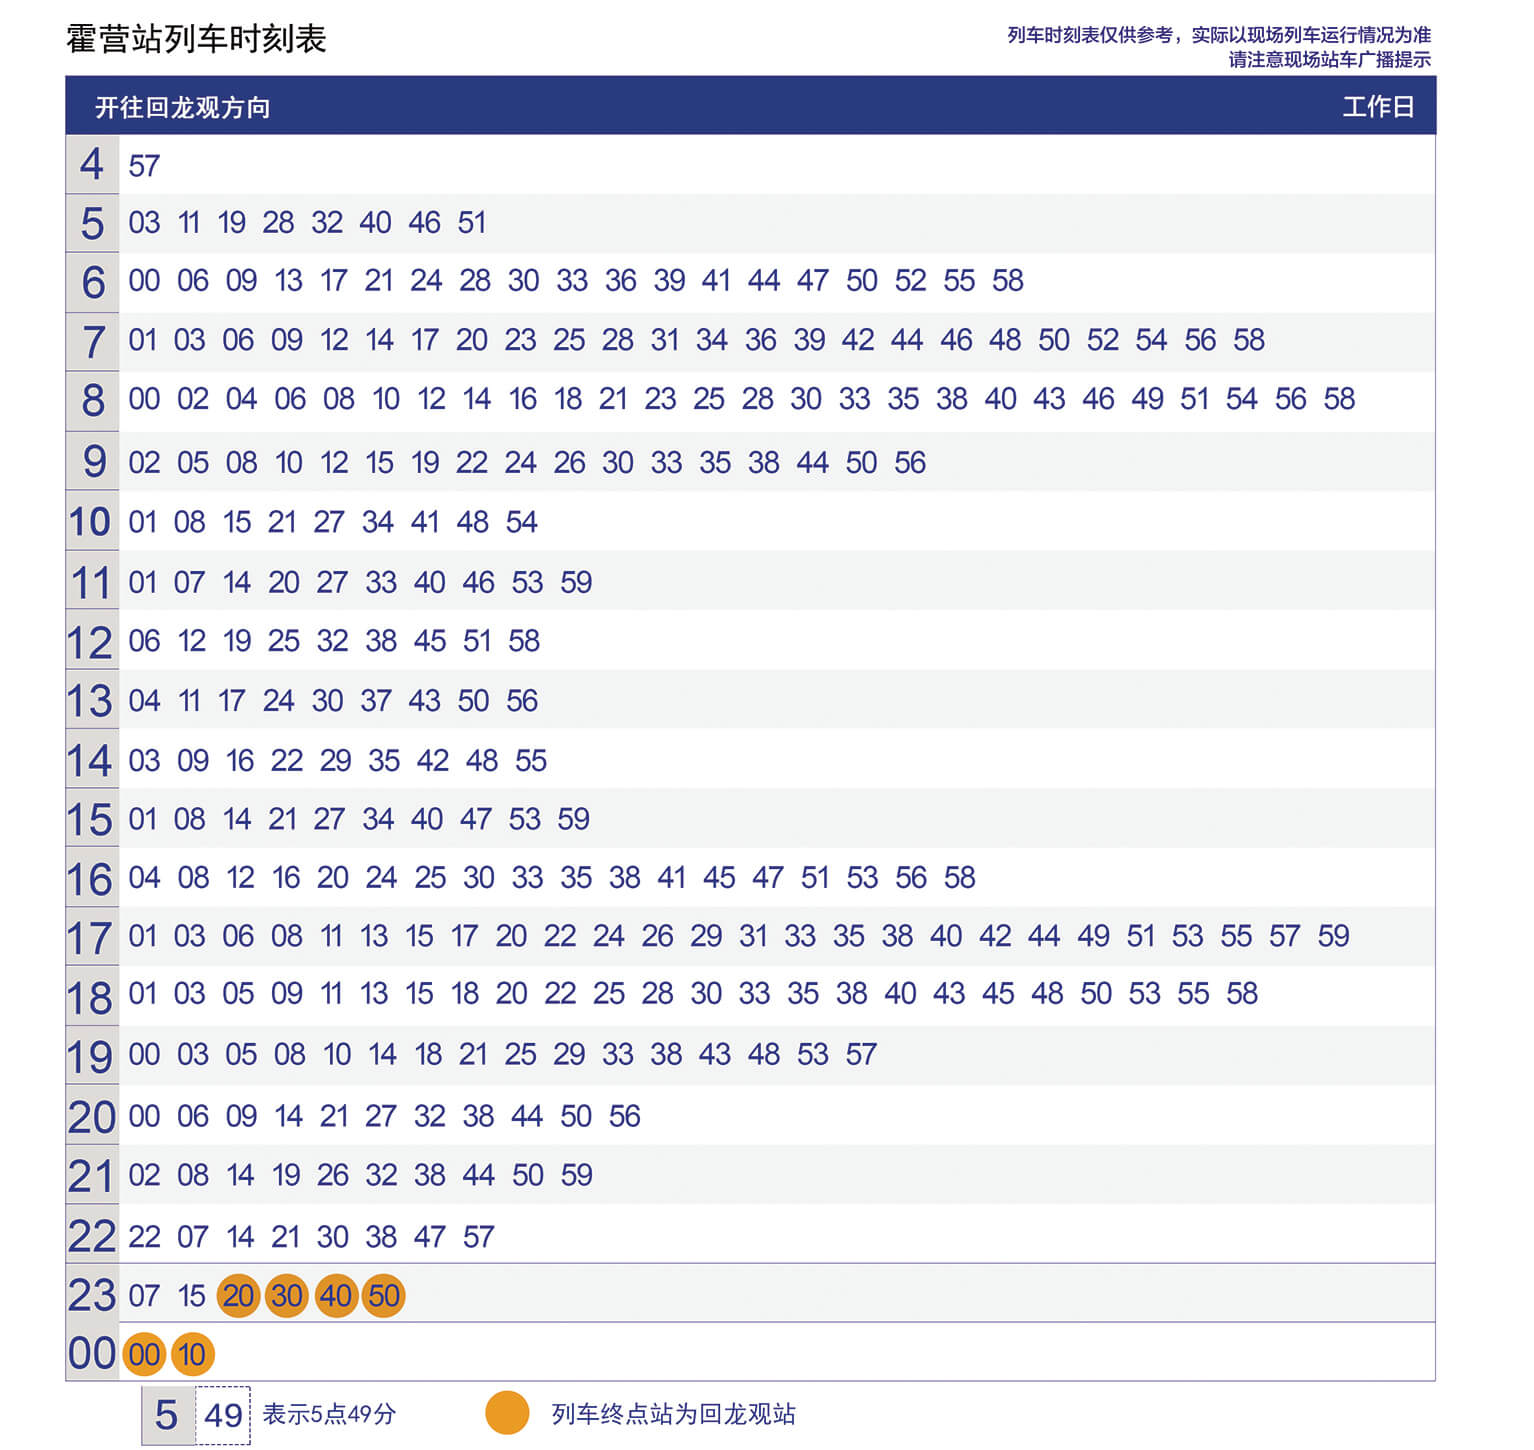 霍营站列车时刻表
列车时刻表仅供参考，实际以现场列车运行情况为准
请注意现场站车广播提示
开往回龙观方向 工作日
4 57
5 03 11 19 28 32 40 46 51
6 00 06 09 13 17 21 24 28 30 33 36 39 41 44 47 50 52 55 58
7 01 03 06 09 12 14 17 20 23 25 28 31 34 36 39 42 44 46 48 50 52 54 56 58
8 00 02 04 06 08 10 12 14 16 18 21 23 25 28 30 33 35 38 40 43 46 49 51 54 56 58
9 02 05 08 10 12 15 19 22 24 26 30 33 35 38 44 50 56
10 01 08 15 21 27 34 41 48 54
11 01 07 14 20 27 33 40 46 53 59
12 06 12 19 25 32 38 45 51 58
13 04 11 17 24 30 37 43 50 56
14 03 09 16 22 29 35 42 48 55
15 01 08 14 21 27 34 40 47 53 59
16 04 08 12 16 20 24 25 30 33 35 38 41 45 47 51 53 56 58
17 01 03 06 08 11 13 15 17 20 22 24 26 29 31 33 35 38 40 42 44 49 51 53 55 57 59
18 01 03 05 09 11 13 15 18 20 22 25 28 30 33 35 38 40 43 45 48 50 53 55 58
19 00 03 05 08 10 14 18 21 25 29 33 38 43 48 53 57
20 00 06 09 14 21 27 32 38 44 50 56
21 02 08 14 19 26 32 38 44 50 59
22 22 07 14 21 30 38 47 57
23 07 15 20 30 40 50
00 00 10
5 49 表示5点49分 列车终点站为回龙观站